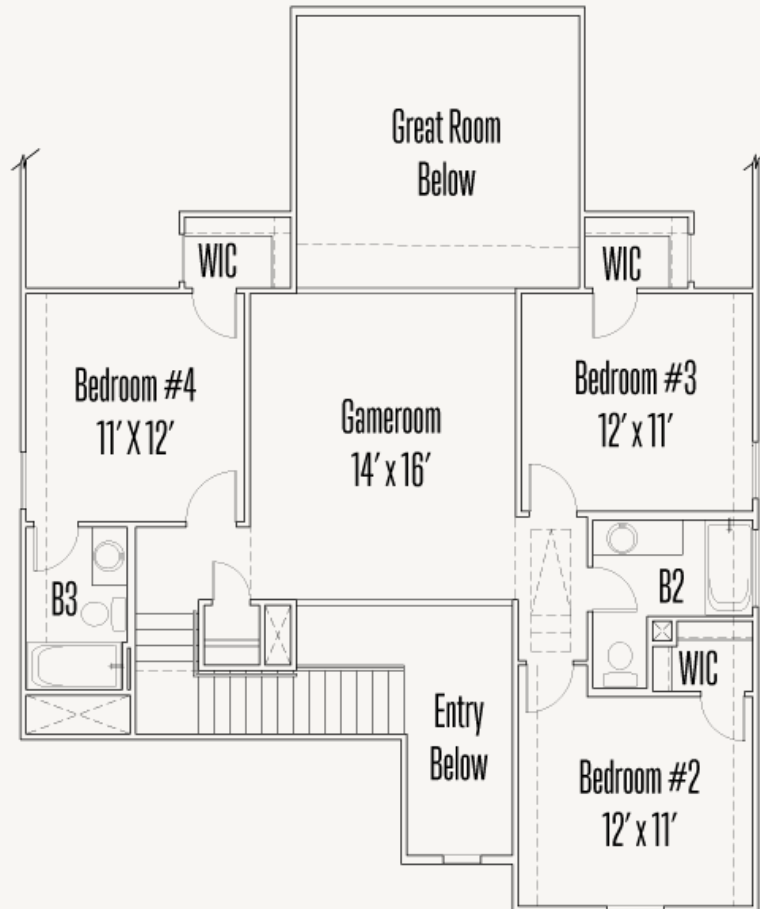 Great Room
Below
WIC
WIC
Bedroom #4
11' X 12'
Gameroom
14' x 16'
Bedroom #3
12' x 11'
B3
B2
WIC
Entry
Below
Bedroom #2
12' x 11'